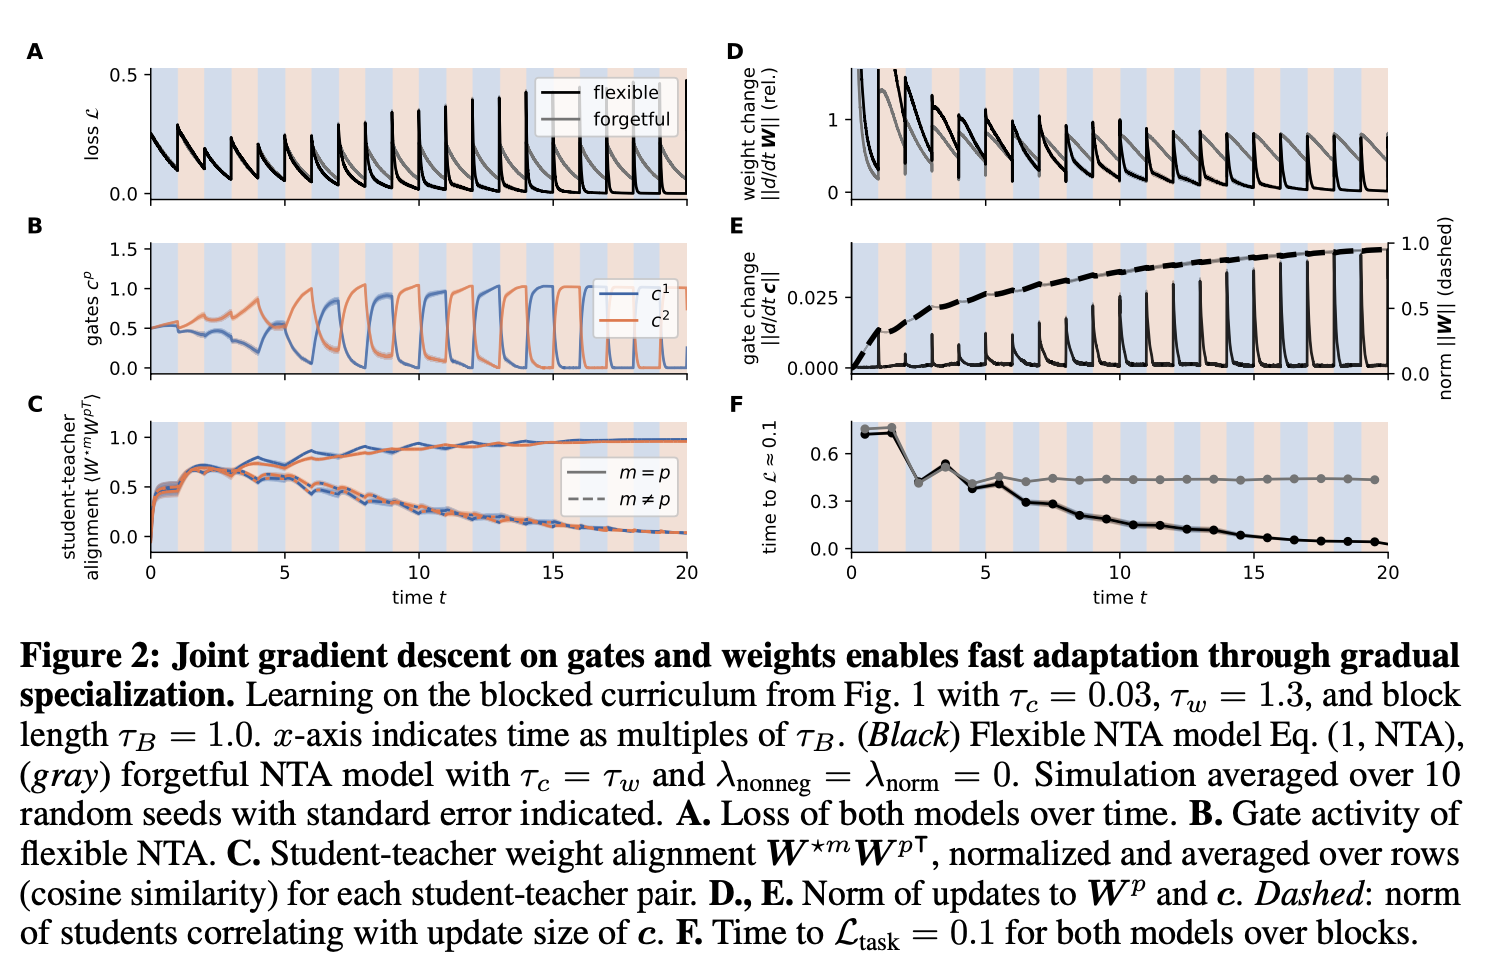 A
loss ℒ
0.5
0.0
flexible
forgetful
B
gates cᵖ
1.5
1.0
0.5
0.0
c¹
c²
C
student-teacher
alignment ⟨W⋆ᵐWᵖᵀ⟩
1.0
0.5
0.0
m = p
m ≠ p
0 5 10 15 20
time t
D
weight change
||d/dt W|| (rel.)
1
0
E
gate change
||d/dt c||
0.025
0.000
1.0
0.5
0.0
norm ||W|| (dashed)
F
time to ℒ ≈ 0.1
0.6
0.3
0.0
0 5 10 15 20
time t
Figure 2: Joint gradient descent on gates and weights enables fast adaptation through gradual
specialization. Learning on the blocked curriculum from Fig. 1 with τ_c = 0.03, τ_w = 1.3, and block
length τ_B = 1.0. x-axis indicates time as multiples of τ_B. (Black) Flexible NTA model Eq. (1, NTA),
(gray) forgetful NTA model with τ_c = τ_w and λ_nonneg = λ_norm = 0. Simulation averaged over 10
random seeds with standard error indicated. A. Loss of both models over time. B. Gate activity of
flexible NTA. C. Student-teacher weight alignment W⋆ᵐWᵖᵀ, normalized and averaged over rows
(cosine similarity) for each student-teacher pair. D., E. Norm of updates to Wᵖ and c. Dashed: norm
of students correlating with update size of c. F. Time to ℒ_task = 0.1 for both models over blocks.